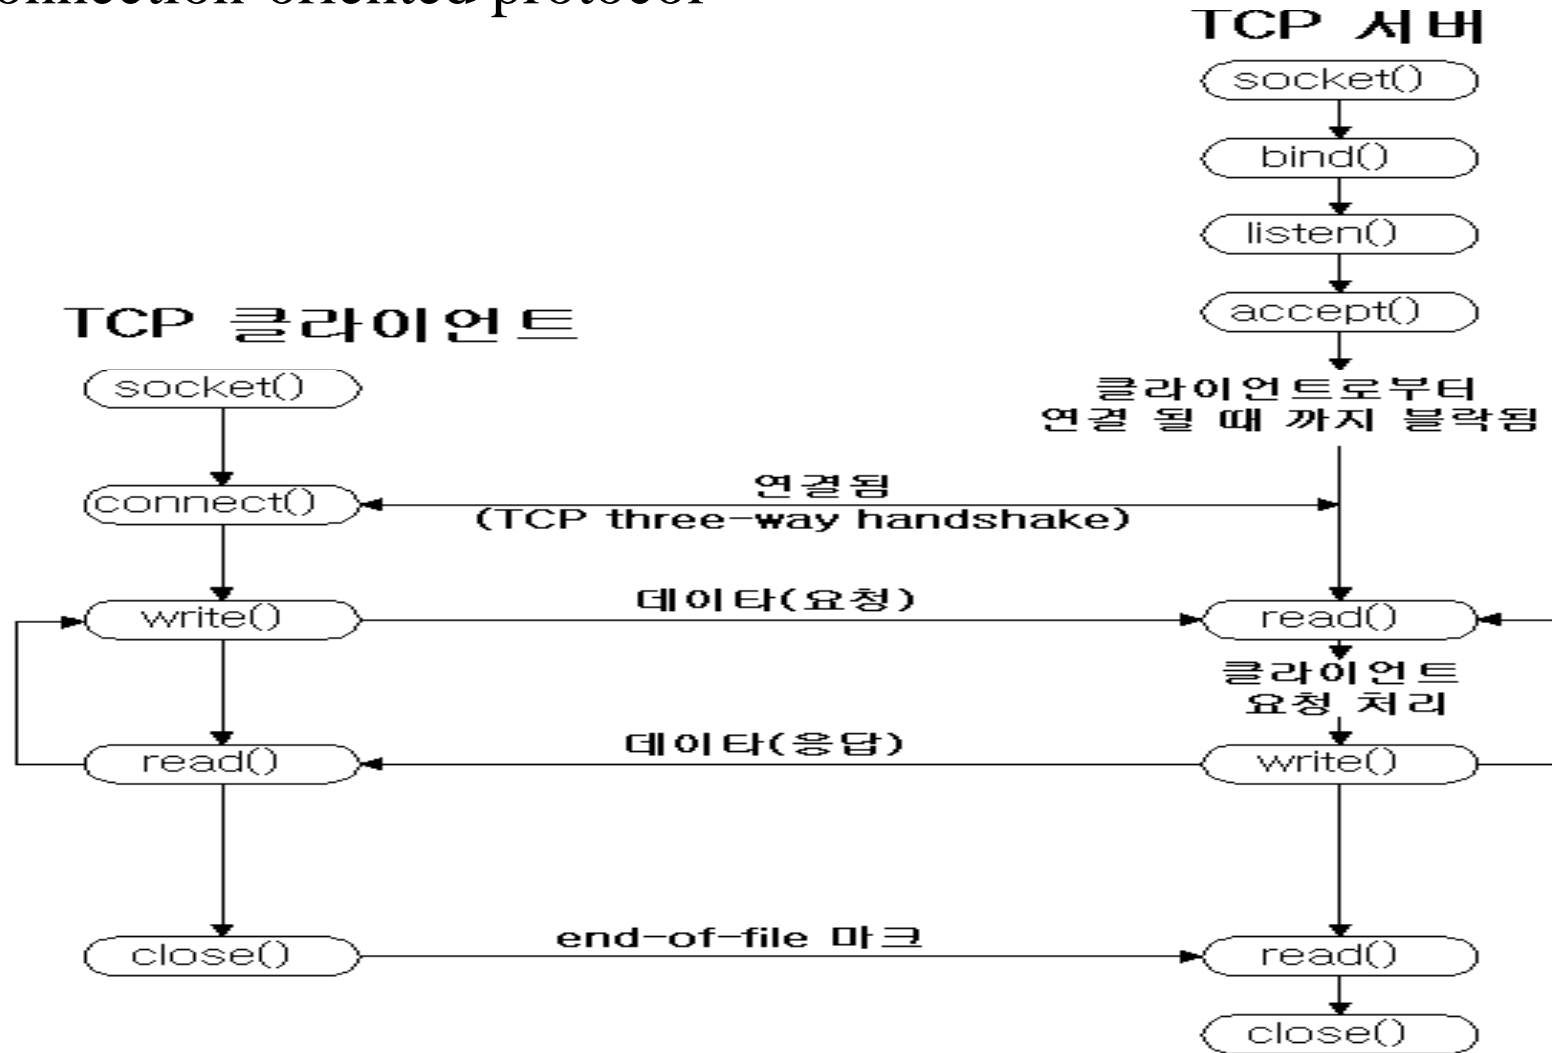 connection-oriented protocol
TCP 서버
socket()
bind()
listen()
accept()
클라이언트로부터
연결 될 때 까지 블락됨
TCP 클라이언트
socket()
connect()
연결됨
(TCP three-way handshake)
write()
데이타(요청)
read()
클라이언트
요청 처리
read()
데이타(응답)
write()
close()
end-of-file 마크
read()
close()